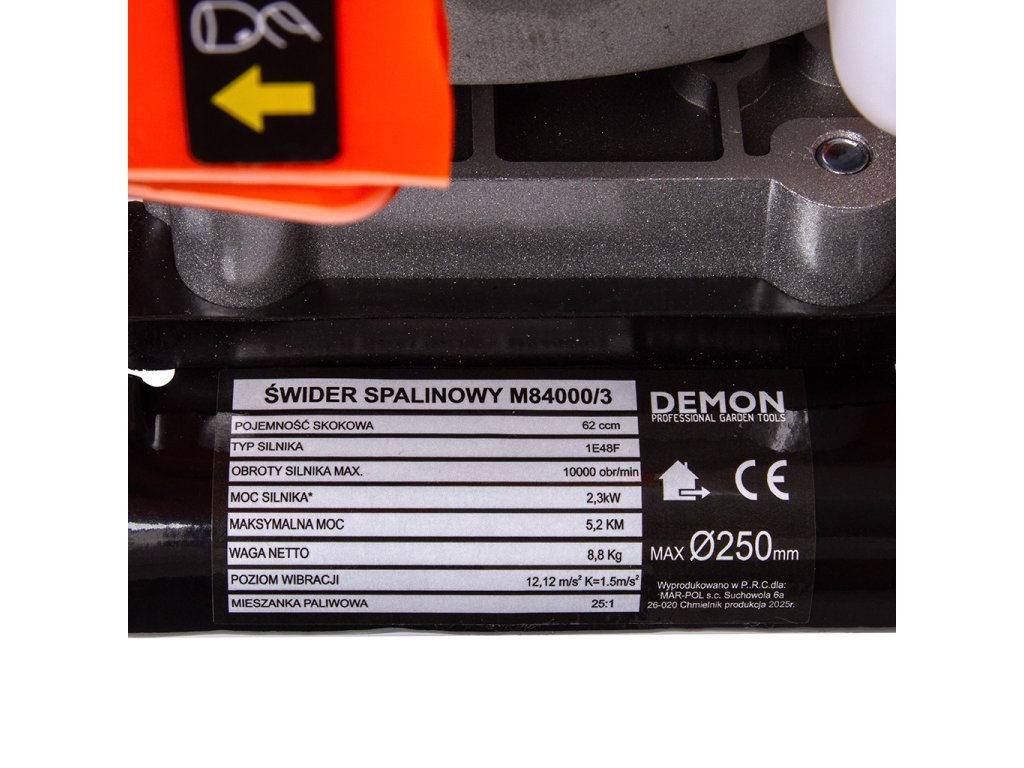 ŚWIDER SPALINOWY M84000/3
POJEMNOŚĆ SKOKOWA 62 ccm
TYP SILNIKA 1E48F
OBROTY SILNIKA MAX. 10000 obr/min
MOC SILNIKA* 2,3kW
MAKSYMALNA MOC 5,2 KM
WAGA NETTO 8,8 Kg
POZIOM WIBRACJI 12,12 m/s² K=1.5m/s²
MIESZANKA PALIWOWA 25:1
DEMON
PROFESSIONAL GARDEN TOOLS
CE
MAX Ø250mm
Wyprodukowano w P..R.C.dla:
MAR-POL s.c. Suchowola 6a
26-020 Chmielnik produkcja 2025r.